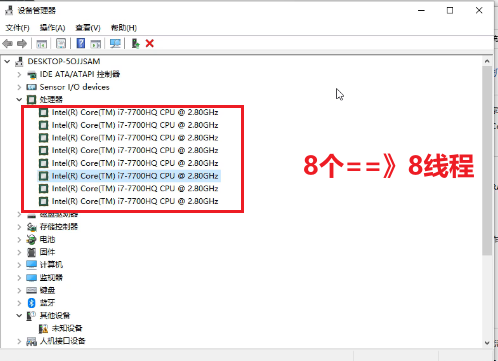 设备管理器
文件(F) 操作(A) 查看(V) 帮助(H)
DESKTOP-5OJJSAM
IDE ATA/ATAPI 控制器
Sensor I/O devices
处理器
Intel(R) Core(TM) i7-7700HQ CPU @ 2.80GHz
Intel(R) Core(TM) i7-7700HQ CPU @ 2.80GHz
Intel(R) Core(TM) i7-7700HQ CPU @ 2.80GHz
Intel(R) Core(TM) i7-7700HQ CPU @ 2.80GHz
Intel(R) Core(TM) i7-7700HQ CPU @ 2.80GHz
Intel(R) Core(TM) i7-7700HQ CPU @ 2.80GHz
Intel(R) Core(TM) i7-7700HQ CPU @ 2.80GHz
Intel(R) Core(TM) i7-7700HQ CPU @ 2.80GHz
8个==》8线程
磁盘驱动器
存储控制器
电池
固件
计算机
监视器
键盘
蓝牙
其他设备
未知设备
人机接口设备